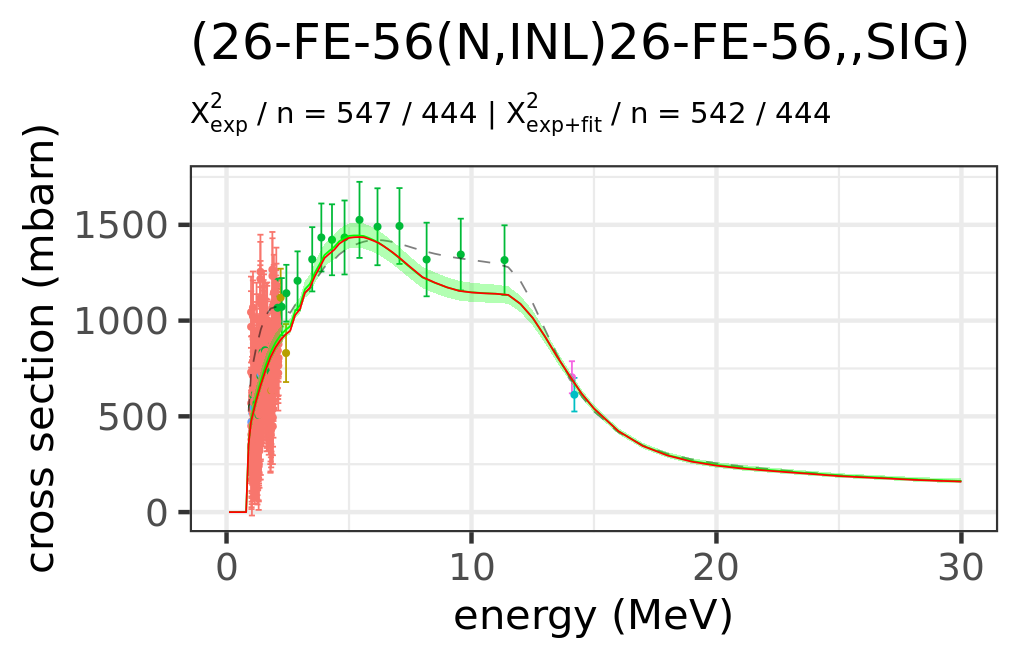 (26-FE-56(N,INL)26-FE-56,,SIG)
X²exp / n = 547 / 444 | X²exp+fit / n = 542 / 444
cross section (mbarn)
1500
1000
500
0
0 10 20 30
energy (MeV)